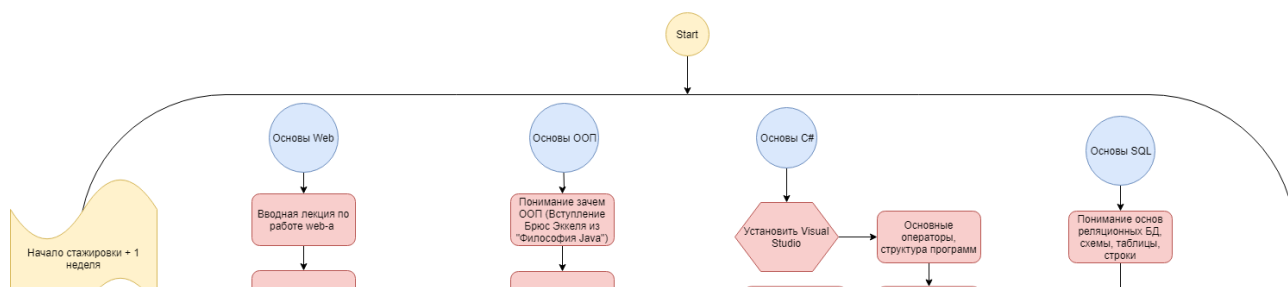 Start
Основы Web
Основы ООП
Основы C#
Основы SQL
Вводная лекция по
работе web-а
Понимание зачем
ООП (Вступление
Брюс Эккеля из
"Философия Java")
Установить Visual
Studio
Основные
операторы,
структура программ
Понимание основ
реляционных БД,
схемы, таблицы,
строки
Начало стажировки + 1
неделя